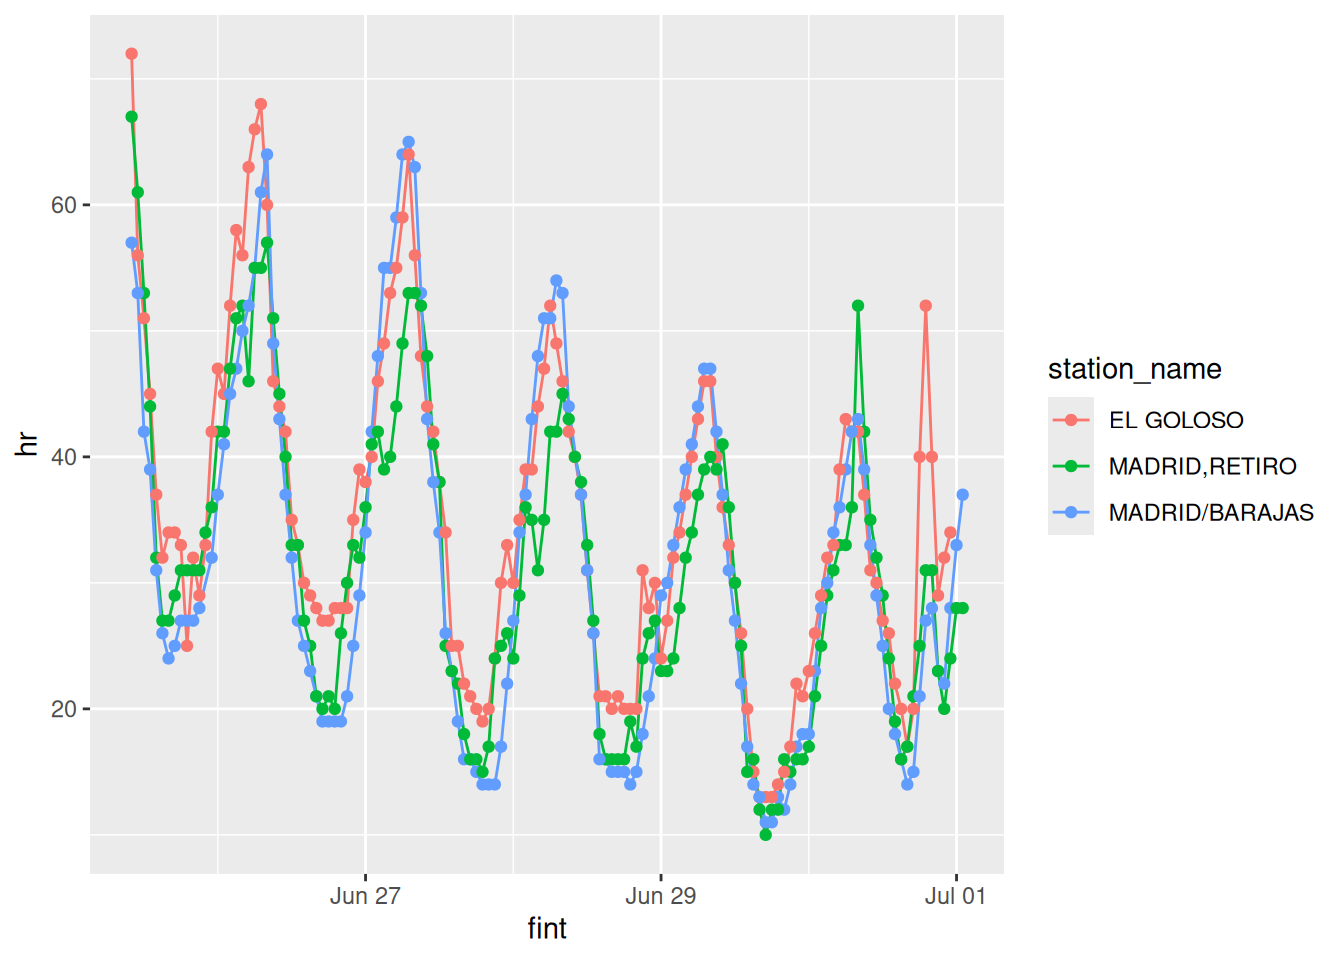 hr
60
40
20
Jun 27
Jun 29
Jul 01
fint
station_name
EL GOLOSO
MADRID,RETIRO
MADRID/BARAJAS